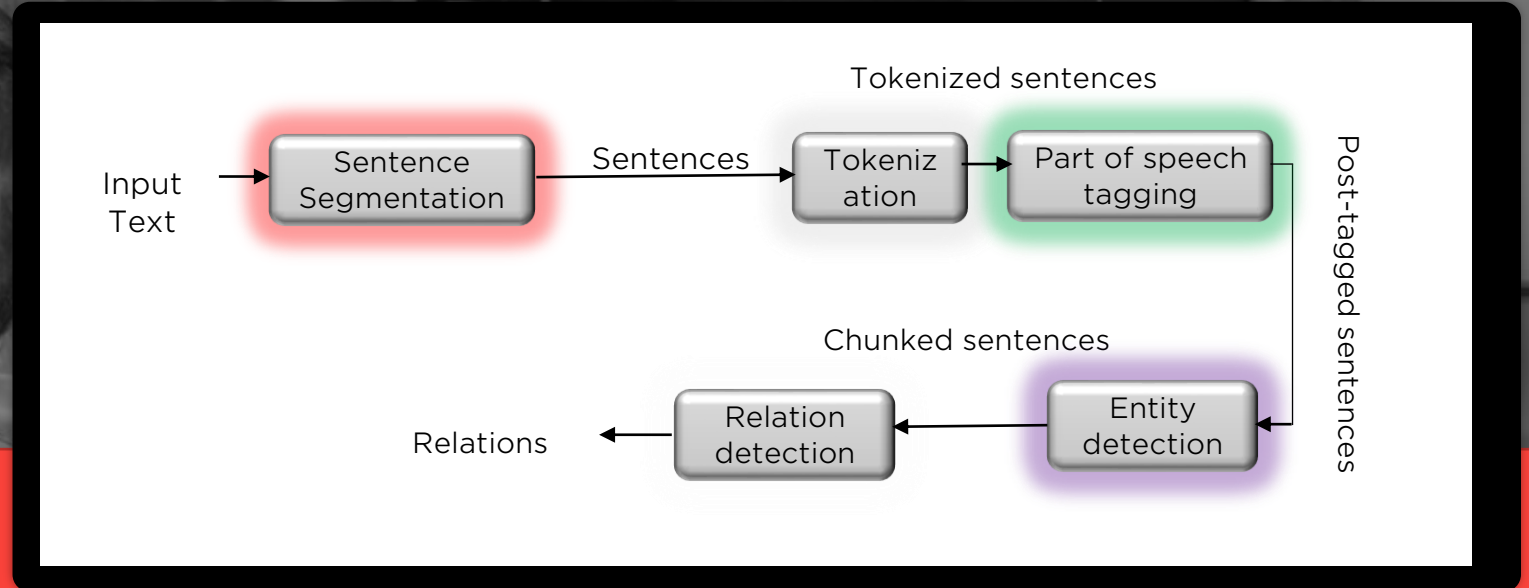 Tokenized sentences
Input
Text
Sentence
Segmentation
Sentences
Tokeniz
ation
Part of speech
tagging
Post-tagged sentences
Chunked sentences
Entity
detection
Relation
detection
Relations